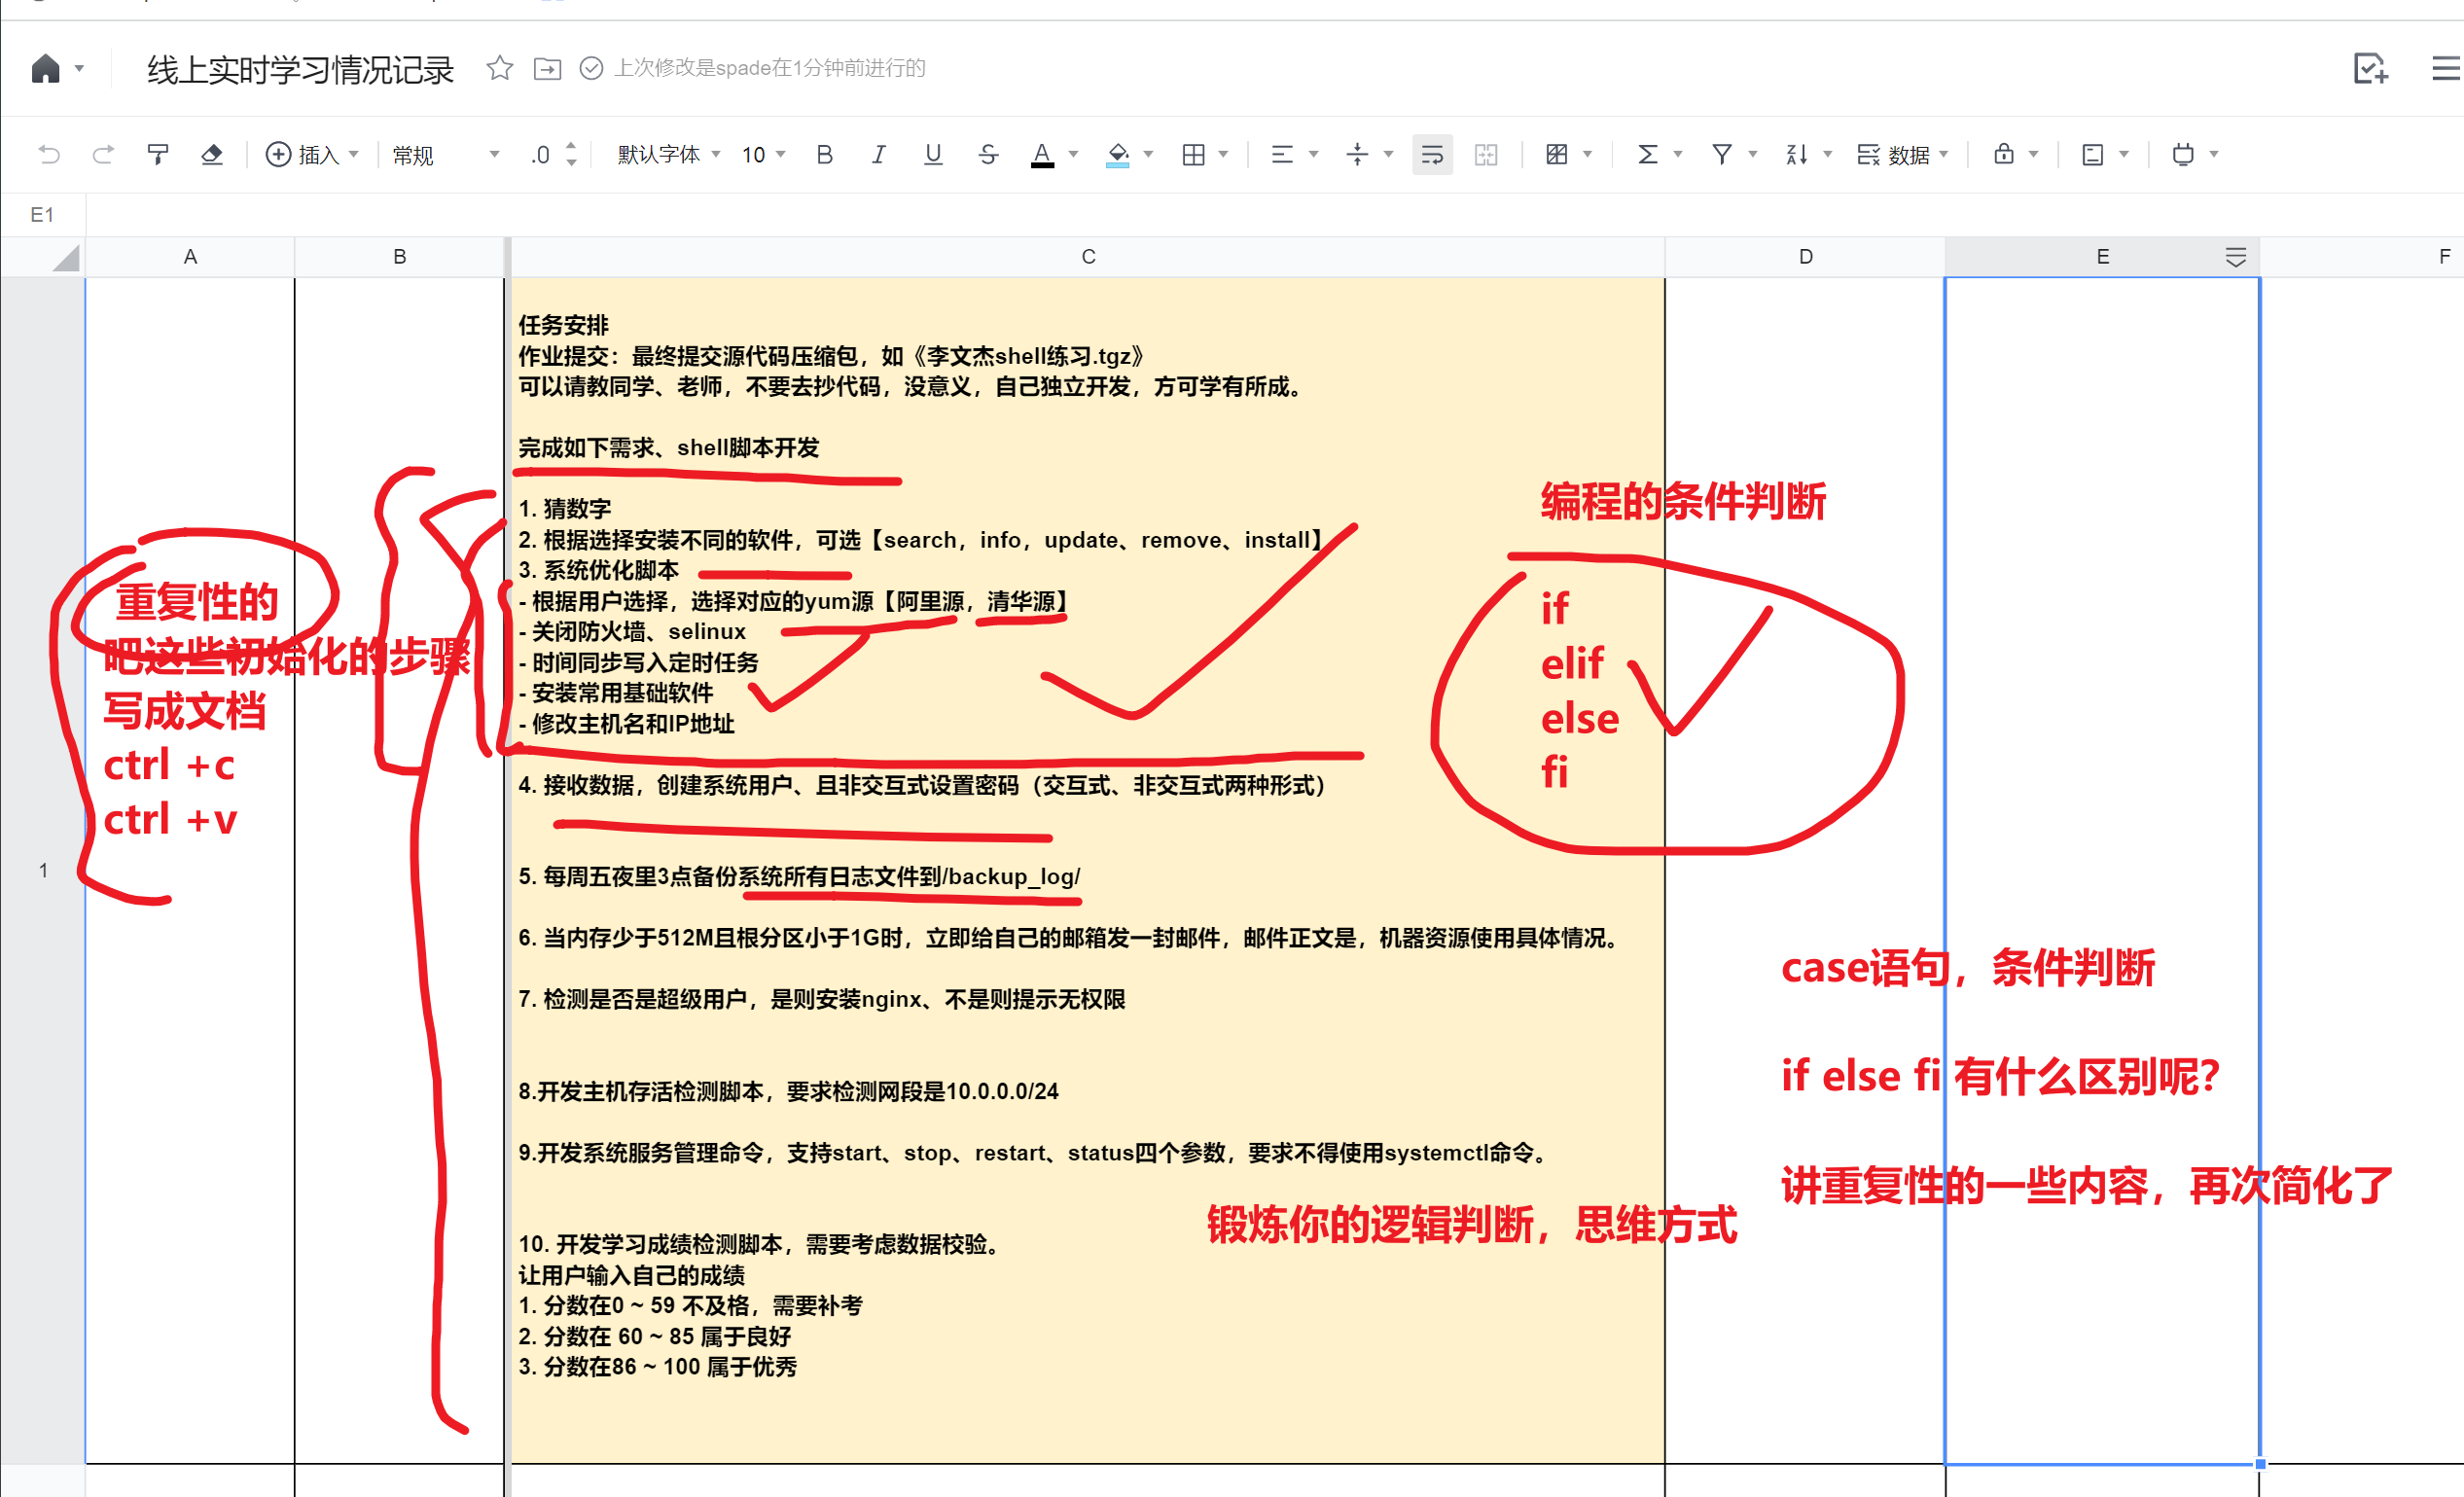 线上实时学习情况记录
上次修改是spade在1分钟前进行的
插入
常规
.0
默认字体
10
B
I
U
S
A
数据
E1
A
B
C
D
E
F
任务安排
作业提交：最终提交源代码压缩包，如《李文杰shell练习.tgz》
可以请教同学、老师，不要去抄代码，没意义，自己独立开发，方可学有所成。
完成如下需求、shell脚本开发
1. 猜数字
2. 根据选择安装不同的软件，可选【search，info，update、remove、install】
3. 系统优化脚本
- 根据用户选择，选择对应的yum源【阿里源，清华源】
- 关闭防火墙、selinux
- 时间同步写入定时任务
- 安装常用基础软件
- 修改主机名和IP地址
4. 接收数据，创建系统用户、且非交互式设置密码（交互式、非交互式两种形式）
1
5. 每周五夜里3点备份系统所有日志文件到/backup_log/
6. 当内存少于512M且根分区小于1G时，立即给自己的邮箱发一封邮件，邮件正文是，机器资源使用具体情况。
7. 检测是否是超级用户，是则安装nginx、不是则提示无权限
8.开发主机存活检测脚本，要求检测网段是10.0.0.0/24
9.开发系统服务管理命令，支持start、stop、restart、status四个参数，要求不得使用systemctl命令。
10. 开发学习成绩检测脚本，需要考虑数据校验。
让用户输入自己的成绩
1. 分数在0 ~ 59 不及格，需要补考
2. 分数在 60 ~ 85 属于良好
3. 分数在86 ~ 100 属于优秀
重复性的
吧这些初始化的步骤
写成文档
ctrl +c
ctrl +v
编程的条件判断
if
elif
else
fi
case语句，条件判断
if else fi 有什么区别呢？
讲重复性的一些内容，再次简化了
锻炼你的逻辑判断，思维方式